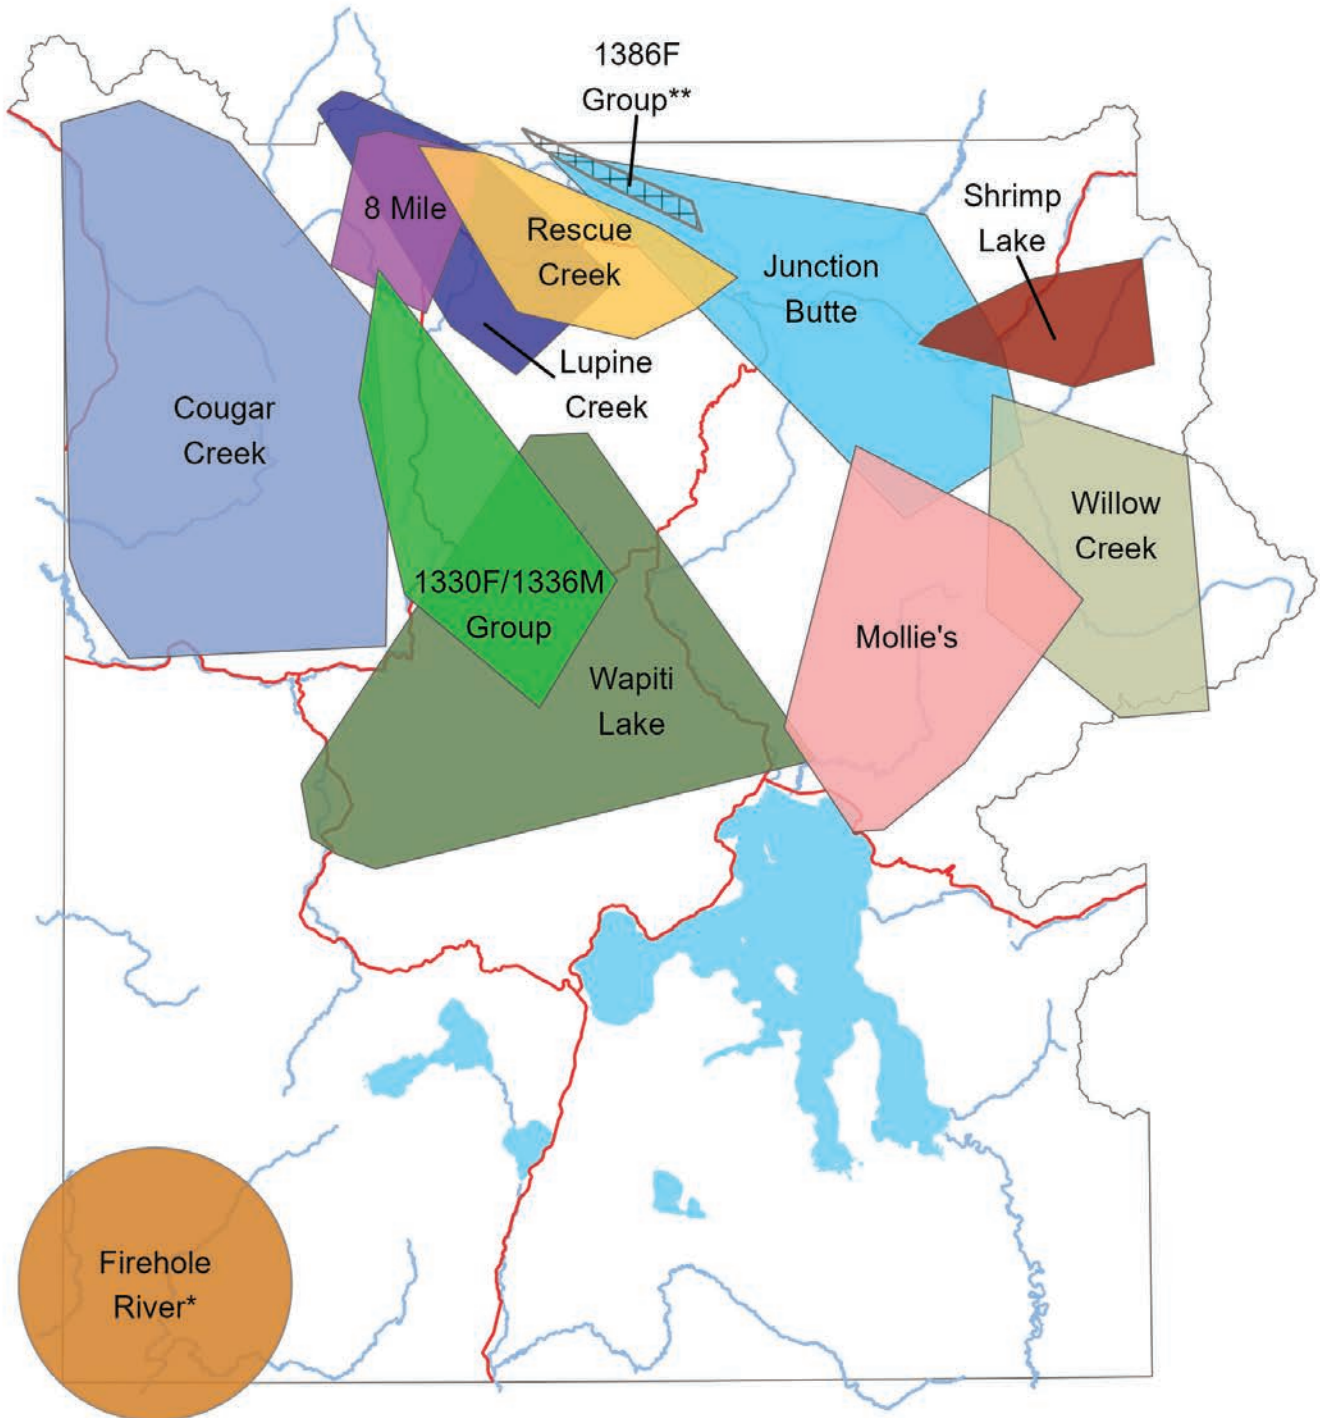 1386F
Group**
Shrimp
Lake
8 Mile
Rescue
Creek
Junction
Butte
Lupine
Creek
Cougar
Creek
Willow
Creek
1330F/1336M
Group
Mollie's
Wapiti
Lake
Firehole
River*